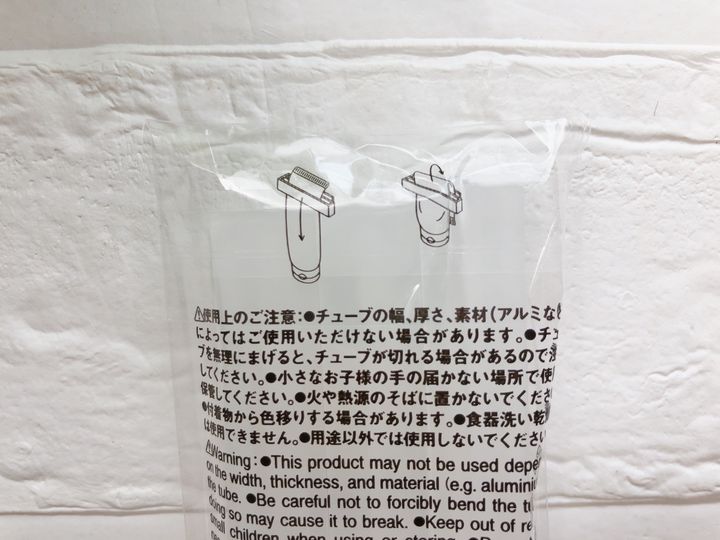 ⚠使用上のご注意：●チューブの幅、厚さ、素材（アルミな
によってはご使用いただけない場合があります。●チュ
ブを無理にまげると、チューブが切れる場合があるので注
してください。●小さなお子様の手の届かない場所で使
保管してください。●火や熱源のそばに置かないでくださ
●付着物から色移りする場合があります。●食器洗い乾
は使用できません。●用途以外では使用しないでください
⚠Warning：●This product may not be used depe
on the width, thickness, and material (e.g. aluminiu
the tube. ●Be careful not to forcibly bend the tu
doing so may cause it to break. ●Keep out of re
small children when using or storing.